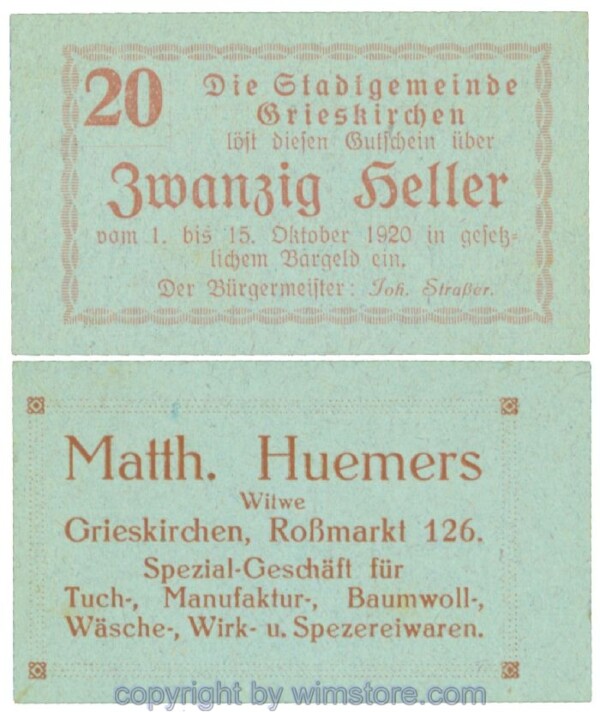 20
Die Stadtgemeinde
Grieskirchen
löst diesen Gutschein über
Zwanzig Heller
vom 1. bis 15. Oktober 1920 in gesetz-
lichem Bargeld ein.
Der Bürgermeister: Joh. Straßer.
Matth. Huemers
Witwe
Grieskirchen, Roßmarkt 126.
Spezial-Geschäft für
Tuch-, Manufaktur-, Baumwoll-,
Wäsche-, Wirk- u. Spezereiwaren.
copyright by wimstore.com